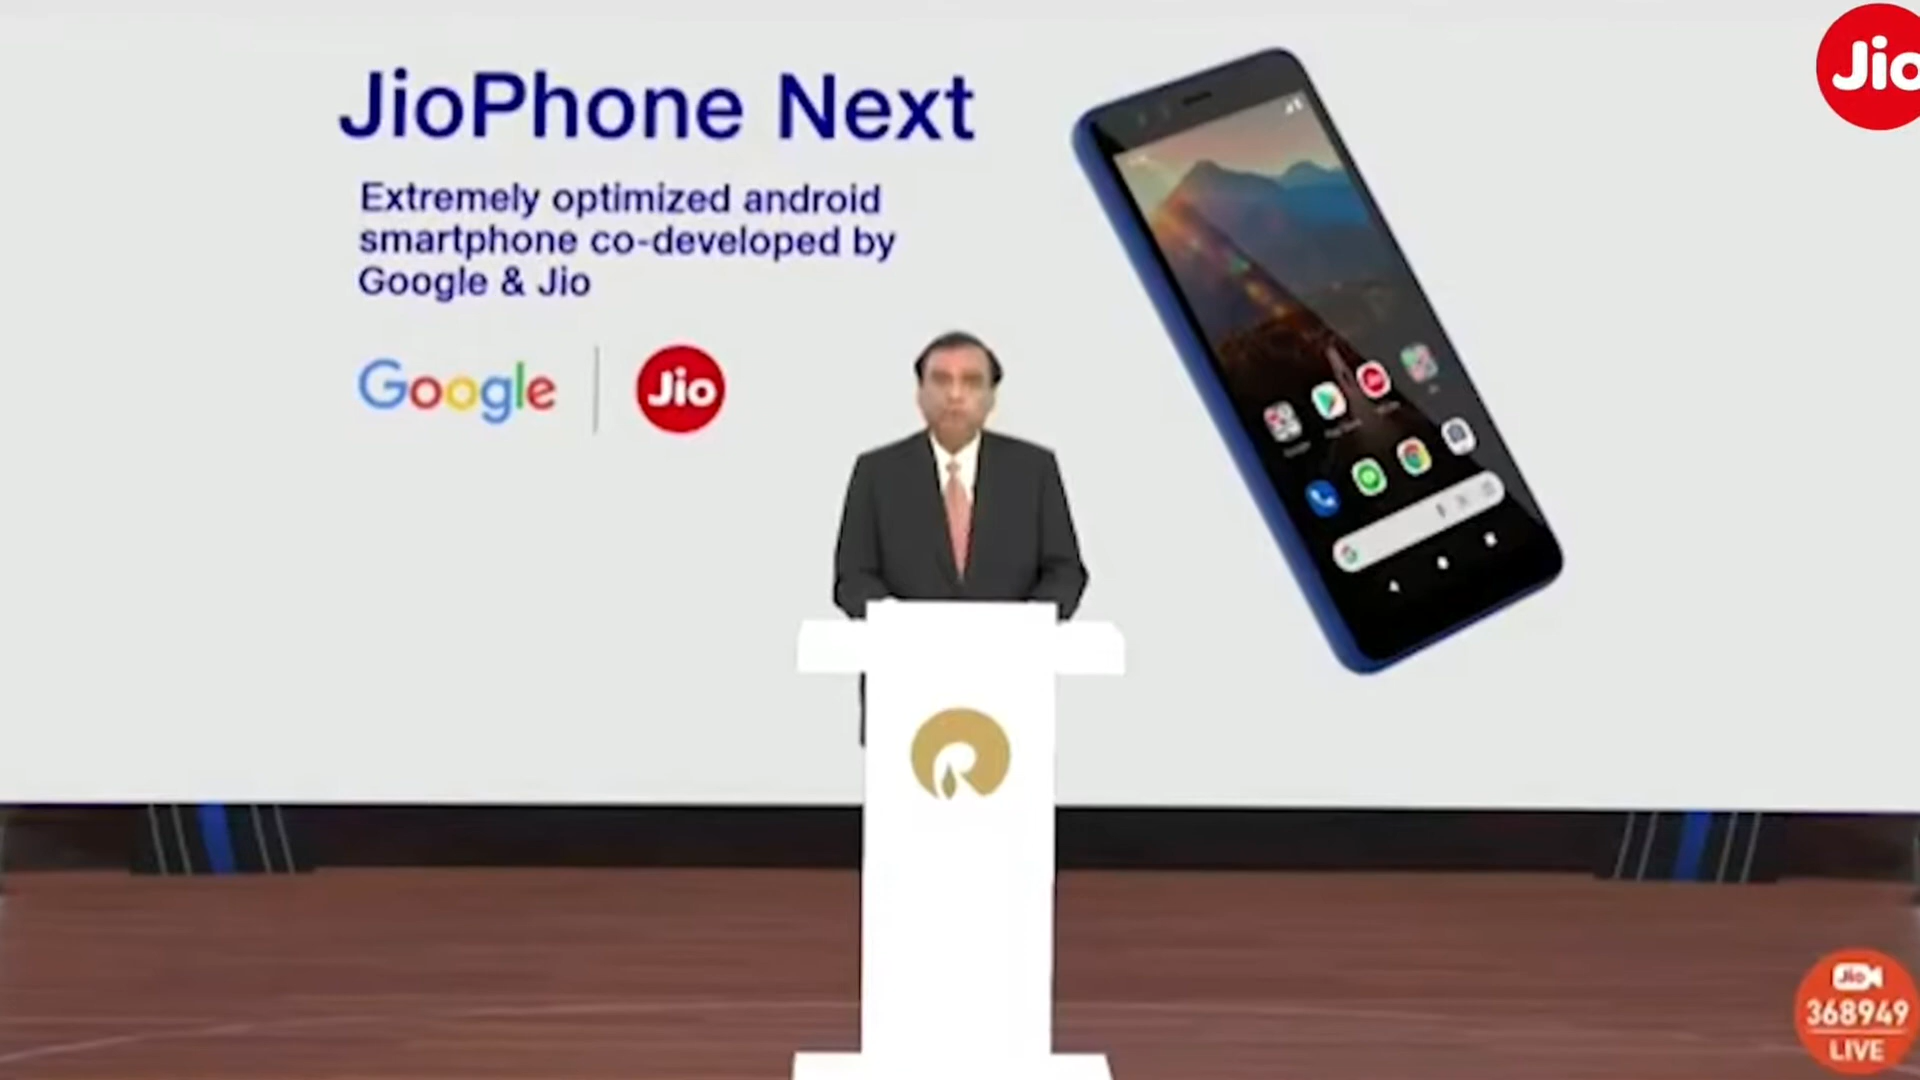 JioPhone Next
Extremely optimized android
smartphone co-developed by
Google & Jio
Google
Jio
Jio
Jio
368949
LIVE